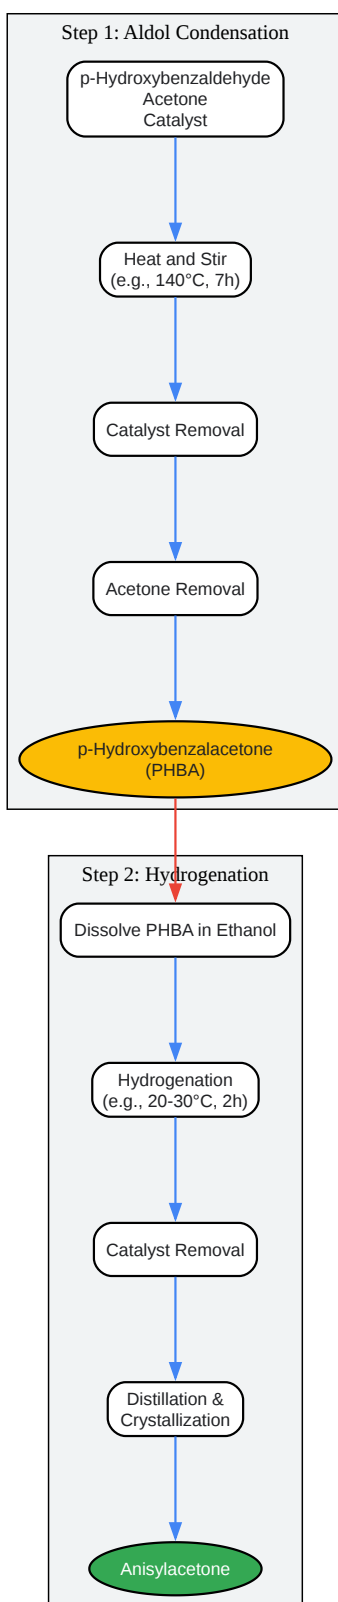 Step 1: Aldol Condensation
p-Hydroxybenzaldehyde
Acetone
Catalyst
Heat and Stir
(e.g., 140°C, 7h)
Catalyst Removal
Acetone Removal
p-Hydroxybenzalacetone
(PHBA)
Step 2: Hydrogenation
Dissolve PHBA in Ethanol
Hydrogenation
(e.g., 20-30°C, 2h)
Catalyst Removal
Distillation &
Crystallization
Anisylacetone